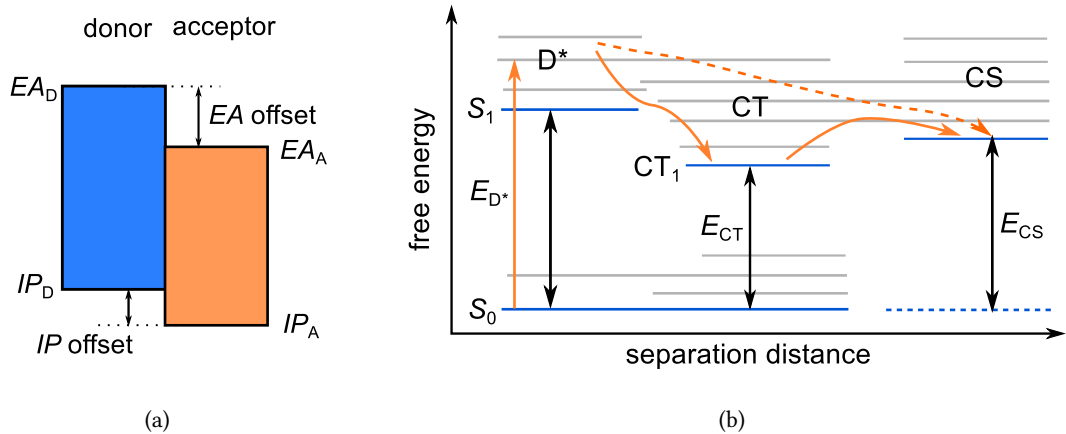 donor acceptor
EA_D
EA offset
EA_A
IP_D
IP offset
IP_A
(a)
free energy
D*
CS
S_1
CT
CT_1
E_D*
E_CT
E_CS
S_0
separation distance
(b)